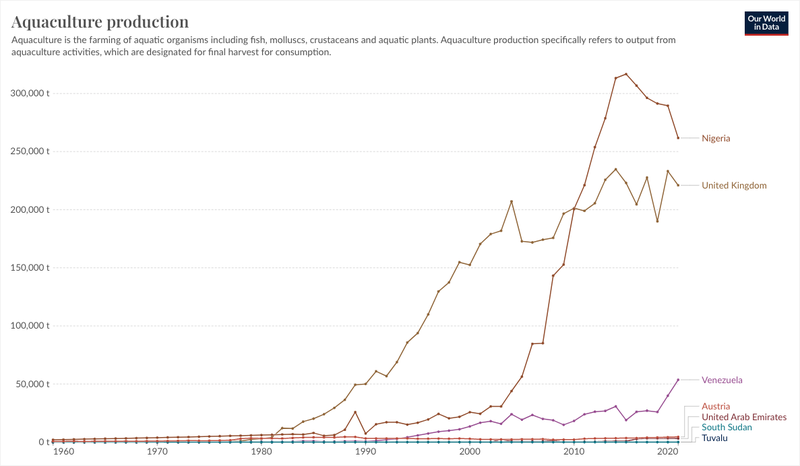 Aquaculture production
Our World
in Data
Aquaculture is the farming of aquatic organisms including fish, molluscs, crustaceans and aquatic plants. Aquaculture production specifically refers to output from
aquaculture activities, which are designated for final harvest for consumption.
300,000 t
250,000 t
200,000 t
150,000 t
100,000 t
50,000 t
0 t
Nigeria
United Kingdom
Venezuela
Austria
United Arab Emirates
South Sudan
Tuvalu
1960
1970
1980
1990
2000
2010
2020